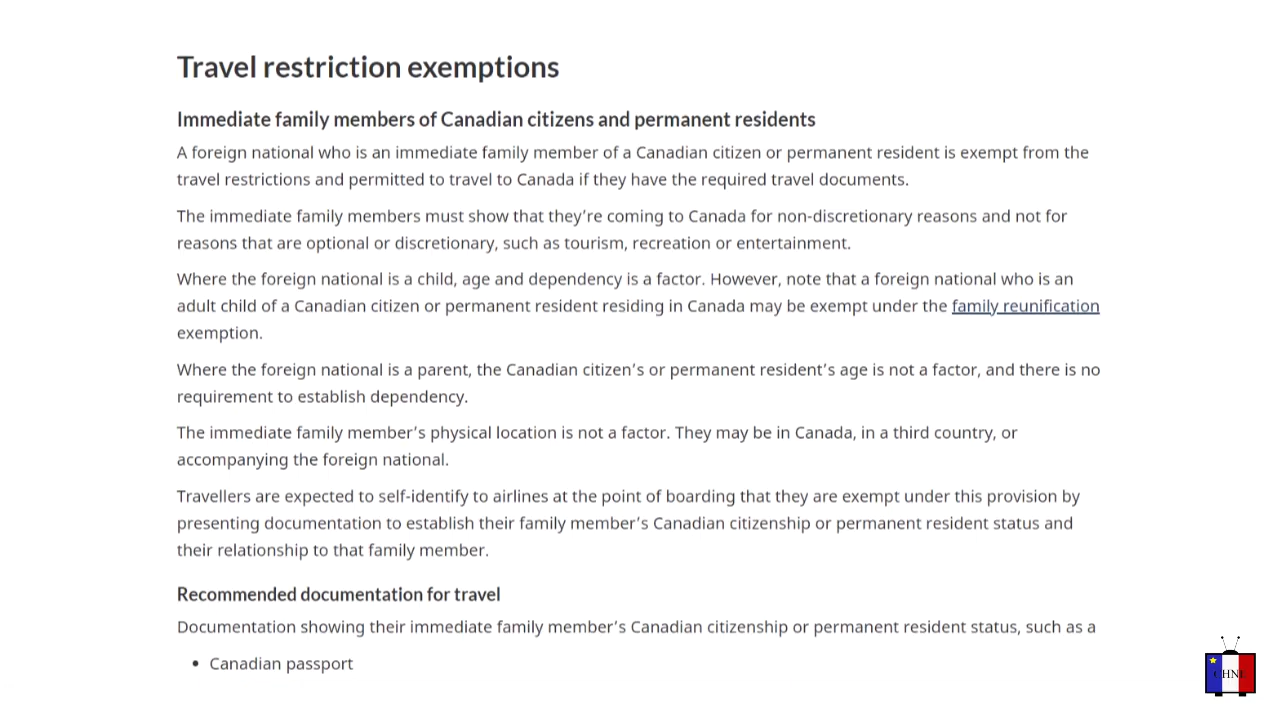 Travel restriction exemptions
Immediate family members of Canadian citizens and permanent residents
A foreign national who is an immediate family member of a Canadian citizen or permanent resident is exempt from the
travel restrictions and permitted to travel to Canada if they have the required travel documents.
The immediate family members must show that they’re coming to Canada for non-discretionary reasons and not for
reasons that are optional or discretionary, such as tourism, recreation or entertainment.
Where the foreign national is a child, age and dependency is a factor. However, note that a foreign national who is an
adult child of a Canadian citizen or permanent resident residing in Canada may be exempt under the family reunification
exemption.
Where the foreign national is a parent, the Canadian citizen’s or permanent resident’s age is not a factor, and there is no
requirement to establish dependency.
The immediate family member’s physical location is not a factor. They may be in Canada, in a third country, or
accompanying the foreign national.
Travellers are expected to self-identify to airlines at the point of boarding that they are exempt under this provision by
presenting documentation to establish their family member’s Canadian citizenship or permanent resident status and
their relationship to that family member.
Recommended documentation for travel
Documentation showing their immediate family member’s Canadian citizenship or permanent resident status, such as a
• Canadian passport